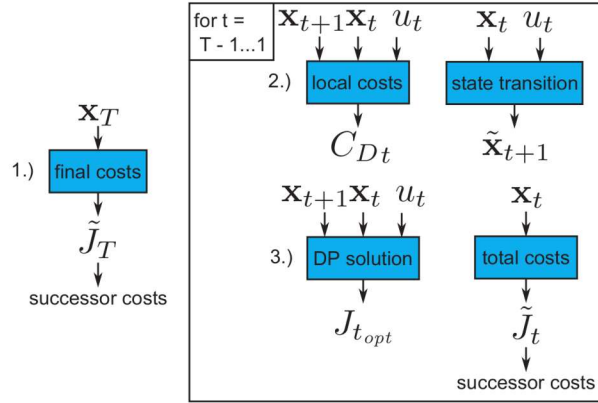 1.)
𝐱_T
final costs
J̃_T
successor costs
for t =
T - 1...1
2.)
𝐱_{t+1} 𝐱_t u_t
local costs
C_{Dt}
𝐱_t u_t
state transition
𝐱̃_{t+1}
3.)
𝐱_{t+1} 𝐱_t u_t
DP solution
J_{t_{opt}}
𝐱_t
total costs
J̃_t
successor costs